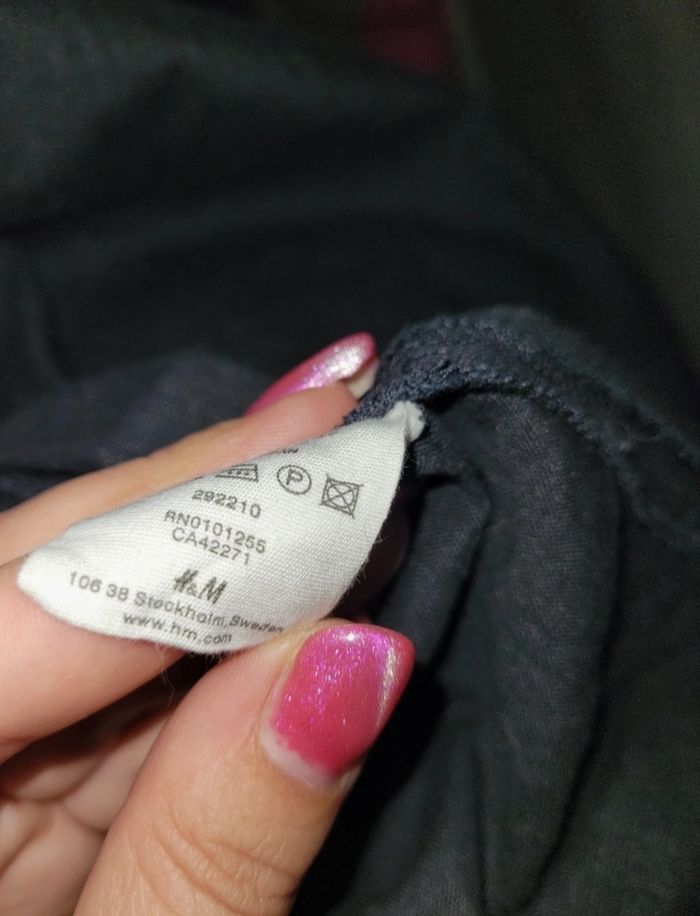 P
292210
RN0101255
CA42271
H&M
106 38 Stockholm, Sweden
www.hm.com